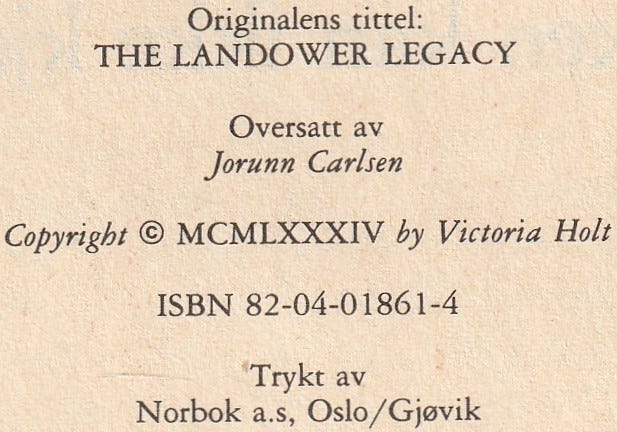 Originalens tittel:
THE LANDOWER LEGACY
Oversatt av
Jorunn Carlsen
Copyright © MCMLXXXIV by Victoria Holt
ISBN 82-04-01861-4
Trykt av
Norbok a.s, Oslo/Gjøvik